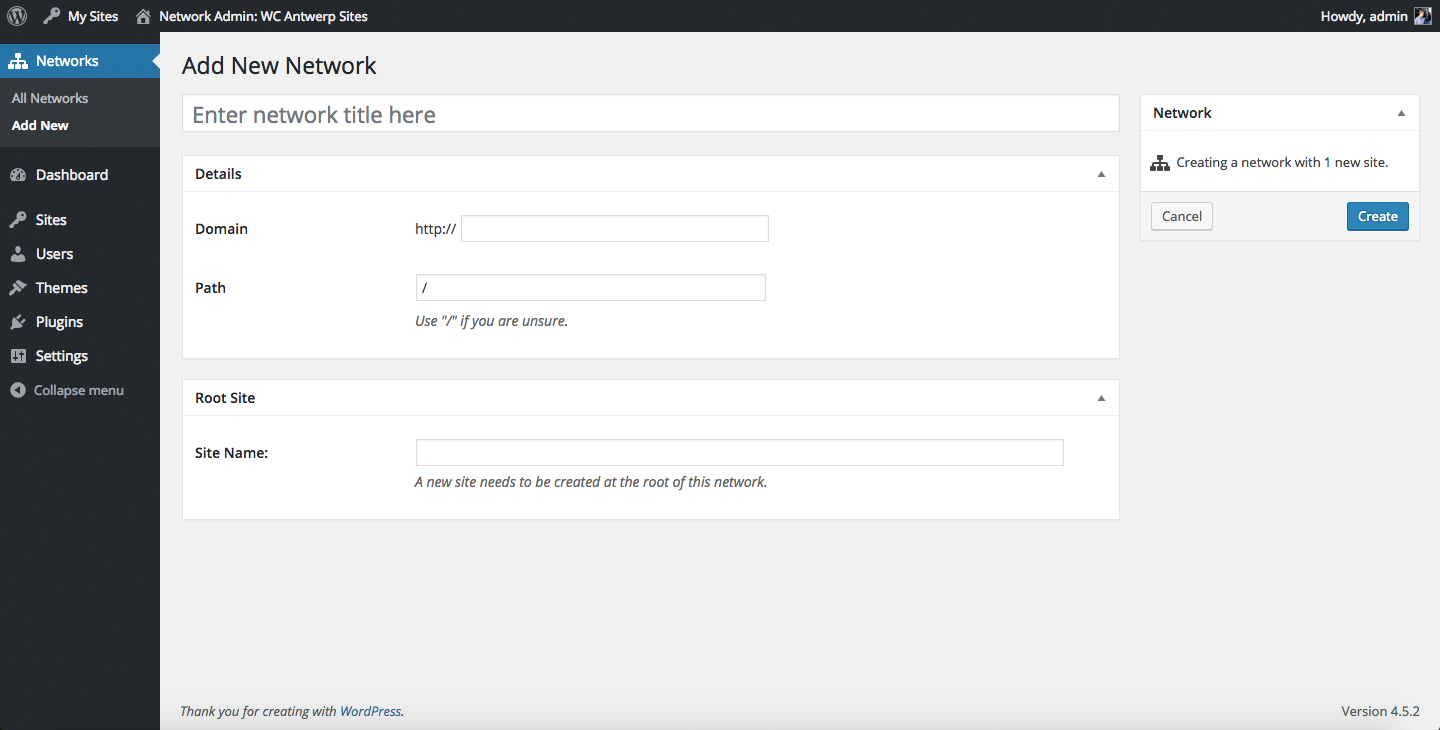 My Sites Network Admin: WC Antwerp Sites Howdy, admin
Networks
All Networks
Add New
Dashboard
Sites
Users
Themes
Plugins
Settings
Collapse menu
Add New Network
Enter network title here
Details
Domain http://
Path /
Use "/" if you are unsure.
Root Site
Site Name:
A new site needs to be created at the root of this network.
Network
Creating a network with 1 new site.
Cancel Create
Thank you for creating with WordPress. Version 4.5.2